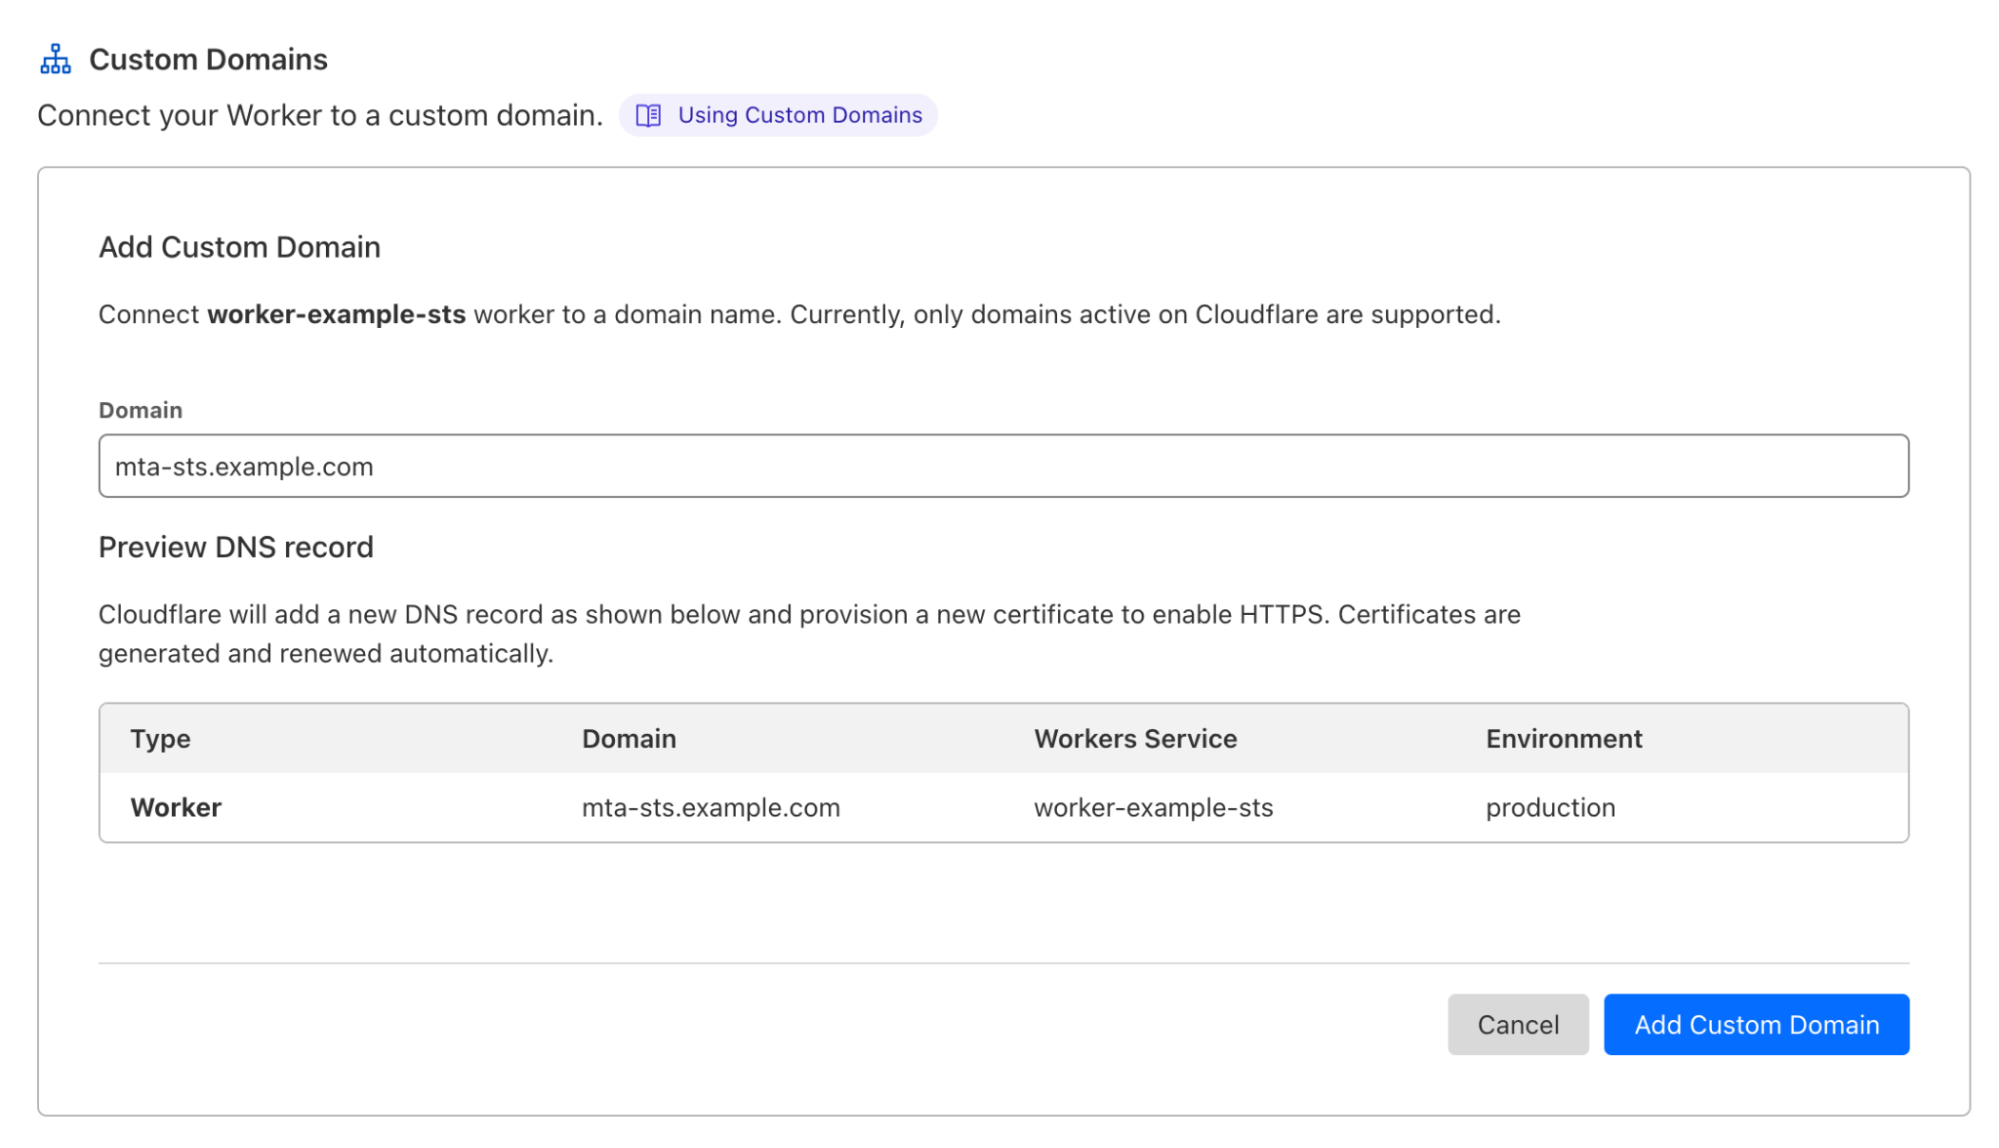 Custom Domains
Connect your Worker to a custom domain. Using Custom Domains
Add Custom Domain
Connect worker-example-sts worker to a domain name. Currently, only domains active on Cloudflare are supported.
Domain
mta-sts.example.com
Preview DNS record
Cloudflare will add a new DNS record as shown below and provision a new certificate to enable HTTPS. Certificates are
generated and renewed automatically.
Type Domain Workers Service Environment
Worker mta-sts.example.com worker-example-sts production
Cancel Add Custom Domain